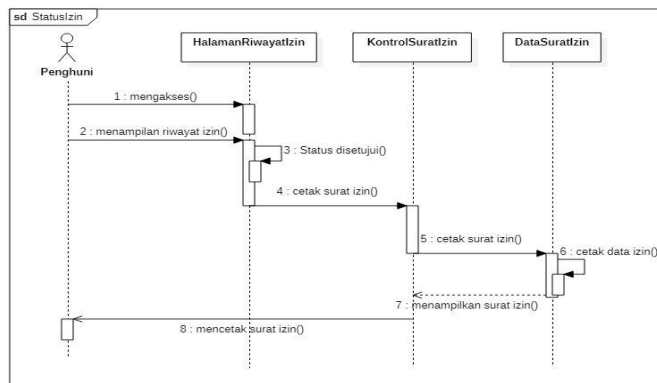 sd StatusIzin
Penghuni
HalamanRiwayatIzin
KontrolSuratIzin
DataSuratIzin
1 : mengakses()
2 : menampilan riwayat izin()
3 : Status disetujui()
4 : cetak surat izin()
5 : cetak surat izin()
6 : cetak data izin()
7 : menampilkan surat izin()
8 : mencetak surat izin()